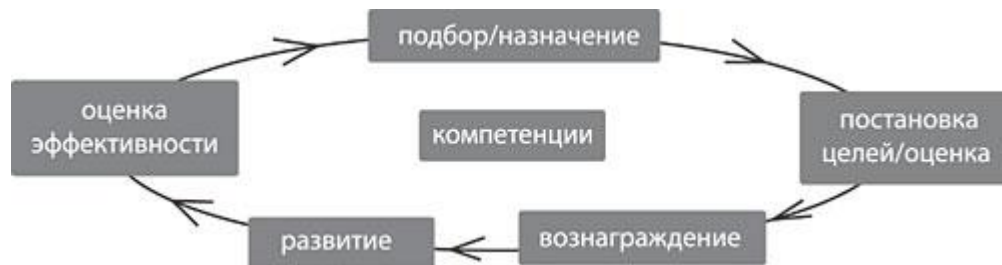 подбор/назначение
оценка
эффективности
компетенции
постановка
целей/оценка
развитие
вознаграждение